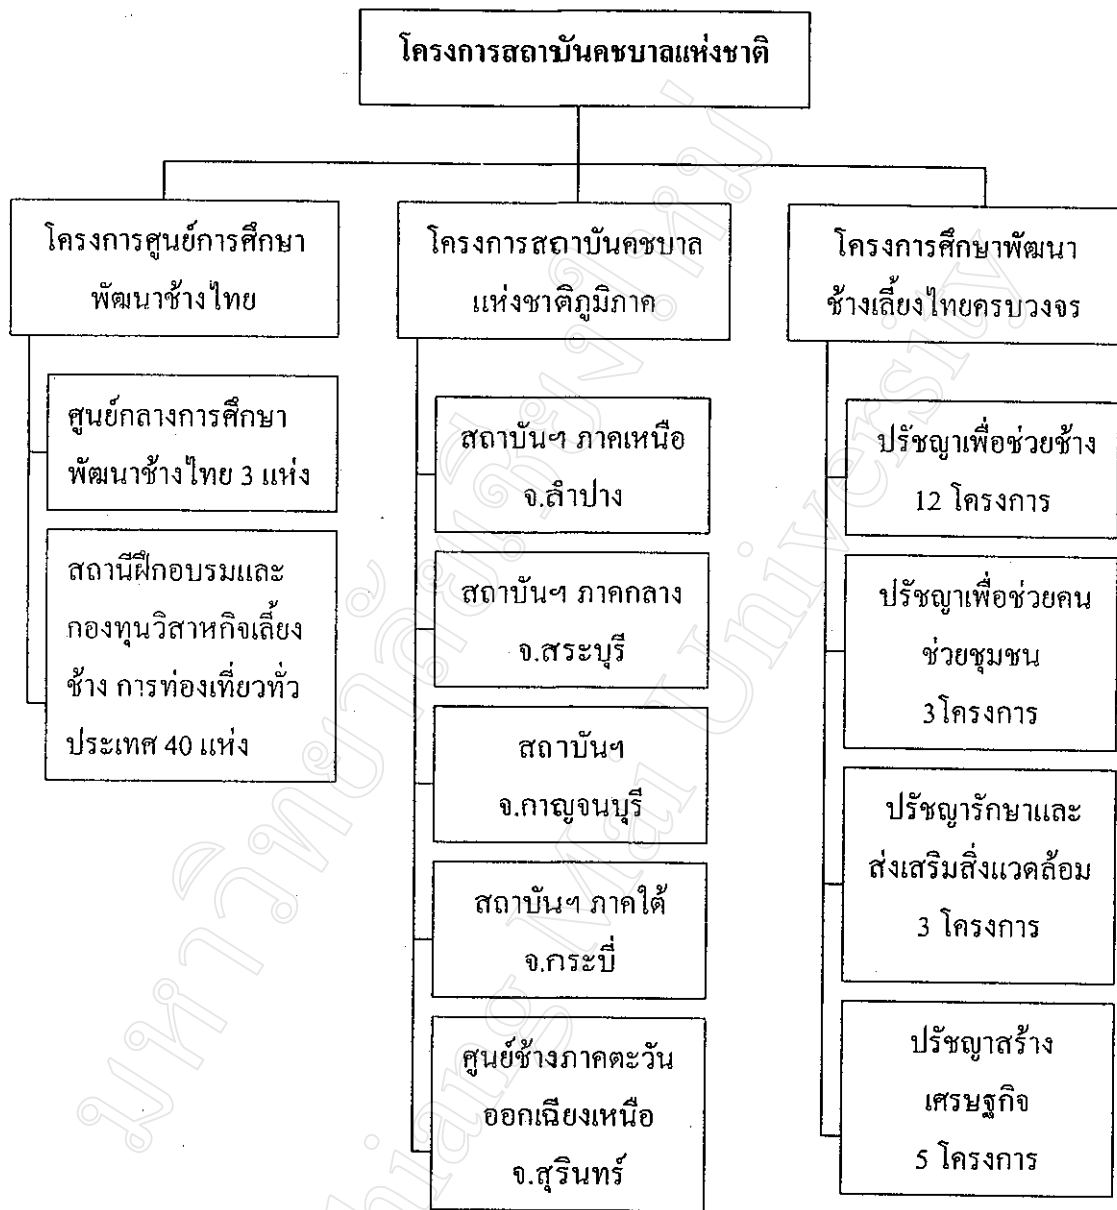 โครงการสถาบันคชบาลแห่งชาติ
โครงการศูนย์การศึกษา
พัฒนาช้างไทย
ศูนย์กลางการศึกษา
พัฒนาช้างไทย 3 แห่ง
สถานีฝึกอบรมและ
กองทุนวิสาหกิจเลี้ยง
ช้าง การท่องเที่ยวทั่ว
ประเทศ 40 แห่ง
โครงการสถาบันคชบาล
แห่งชาติภูมิภาค
สถาบันฯ ภาคเหนือ
จ.ลำปาง
สถาบันฯ ภาคกลาง
จ.สระบุรี
สถาบันฯ
จ.กาญจนบุรี
สถาบันฯ ภาคใต้
จ.กระบี่
ศูนย์ช้างภาคตะวัน
ออกเฉียงเหนือ
จ.สุรินทร์
โครงการศึกษาพัฒนา
ช้างเลี้ยงไทยครบวงจร
ปรัชญาเพื่อช่วยช้าง
12 โครงการ
ปรัชญาเพื่อช่วยคน
ช่วยชุมชน
3โครงการ
ปรัชญารักษาและ
ส่งเสริมสิ่งแวดล้อม
3 โครงการ
ปรัชญาสร้าง
เศรษฐกิจ
5 โครงการ
มหาวิทยาลัยเชียงใหม่
Chiang Mai University